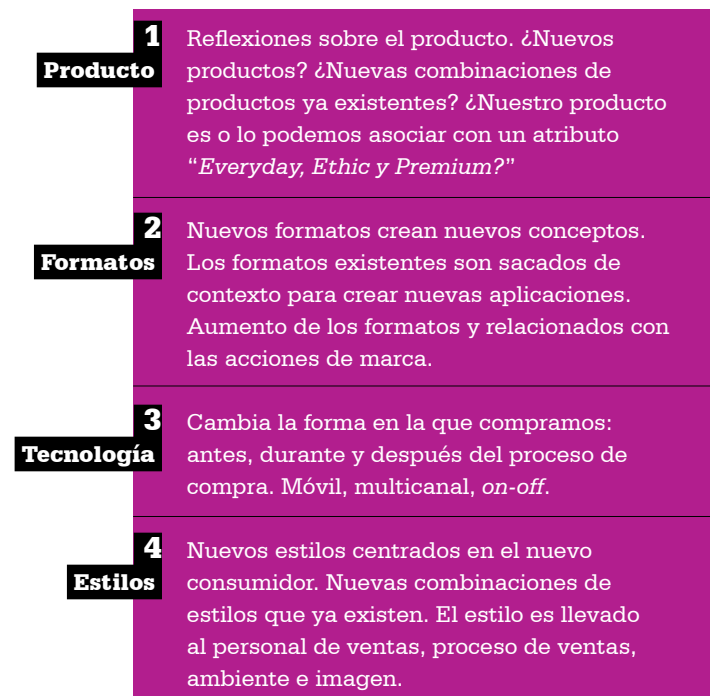 1
Producto
Reflexiones sobre el producto. ¿Nuevos
productos? ¿Nuevas combinaciones de
productos ya existentes? ¿Nuestro producto
es o lo podemos asociar con un atributo
“Everyday, Ethic y Premium?”
2
Formatos
Nuevos formatos crean nuevos conceptos.
Los formatos existentes son sacados de
contexto para crear nuevas aplicaciones.
Aumento de los formatos y relacionados con
las acciones de marca.
3
Tecnología
Cambia la forma en la que compramos:
antes, durante y después del proceso de
compra. Móvil, multicanal, on-off.
4
Estilos
Nuevos estilos centrados en el nuevo
consumidor. Nuevas combinaciones de
estilos que ya existen. El estilo es llevado
al personal de ventas, proceso de ventas,
ambiente e imagen.